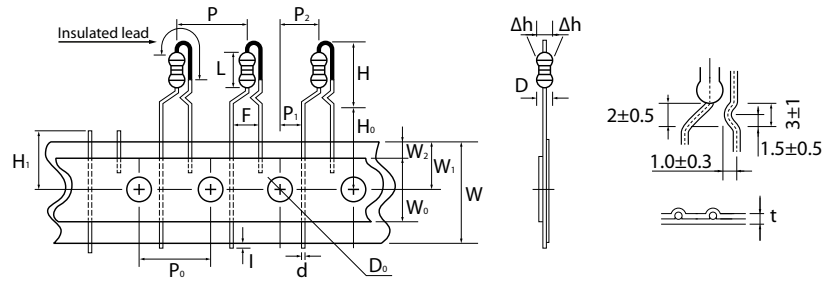 P
P₂
Δh
Δh
Insulated lead
L
H
D
F
P₁
H₀
H₁
W₂
W₁
W
W₀
P₀
l
d
D₀
2±0.5
3±1
1.5±0.5
1.0±0.3
t